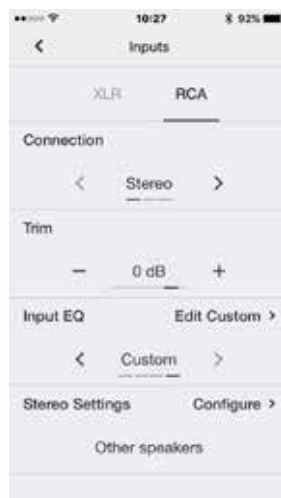 10:27 92%
Inputs
XLR RCA
Connection
Stereo
Trim
0 dB
Input EQ Edit Custom
Custom
Stereo Settings Configure
Other speakers